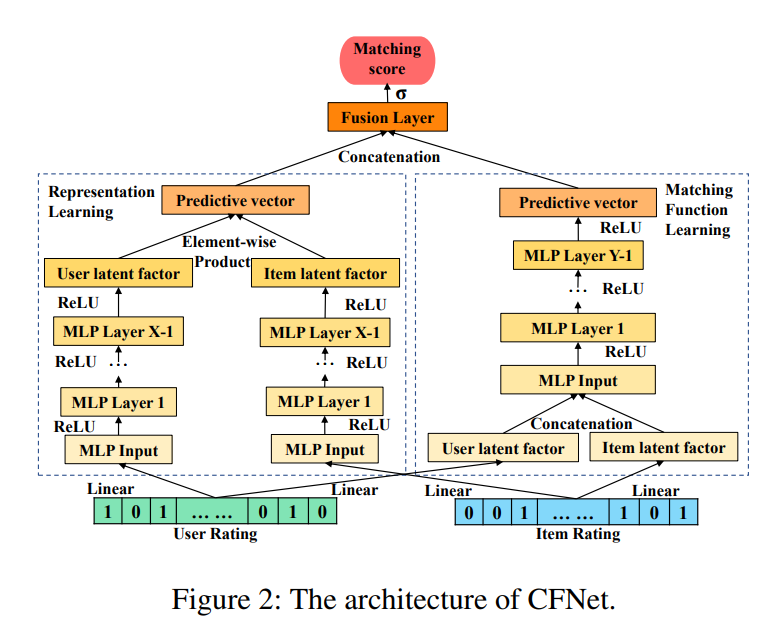 Matching
score
σ
Fusion Layer
Concatenation
Representation
Learning
Predictive vector
Element-wise
Product
User latent factor
Item latent factor
ReLU
ReLU
MLP Layer X-1
MLP Layer X-1
ReLU
...
...
ReLU
MLP Layer 1
MLP Layer 1
ReLU
ReLU
MLP Input
MLP Input
Matching
Function
Learning
Predictive vector
ReLU
MLP Layer Y-1
...
ReLU
MLP Layer 1
ReLU
MLP Input
Concatenation
User latent factor
Item latent factor
Linear
Linear
Linear
Linear
1 0 1 ... ... 0 1 0
User Rating
0 0 1 ... ... 1 0 1
Item Rating
Figure 2: The architecture of CFNet.